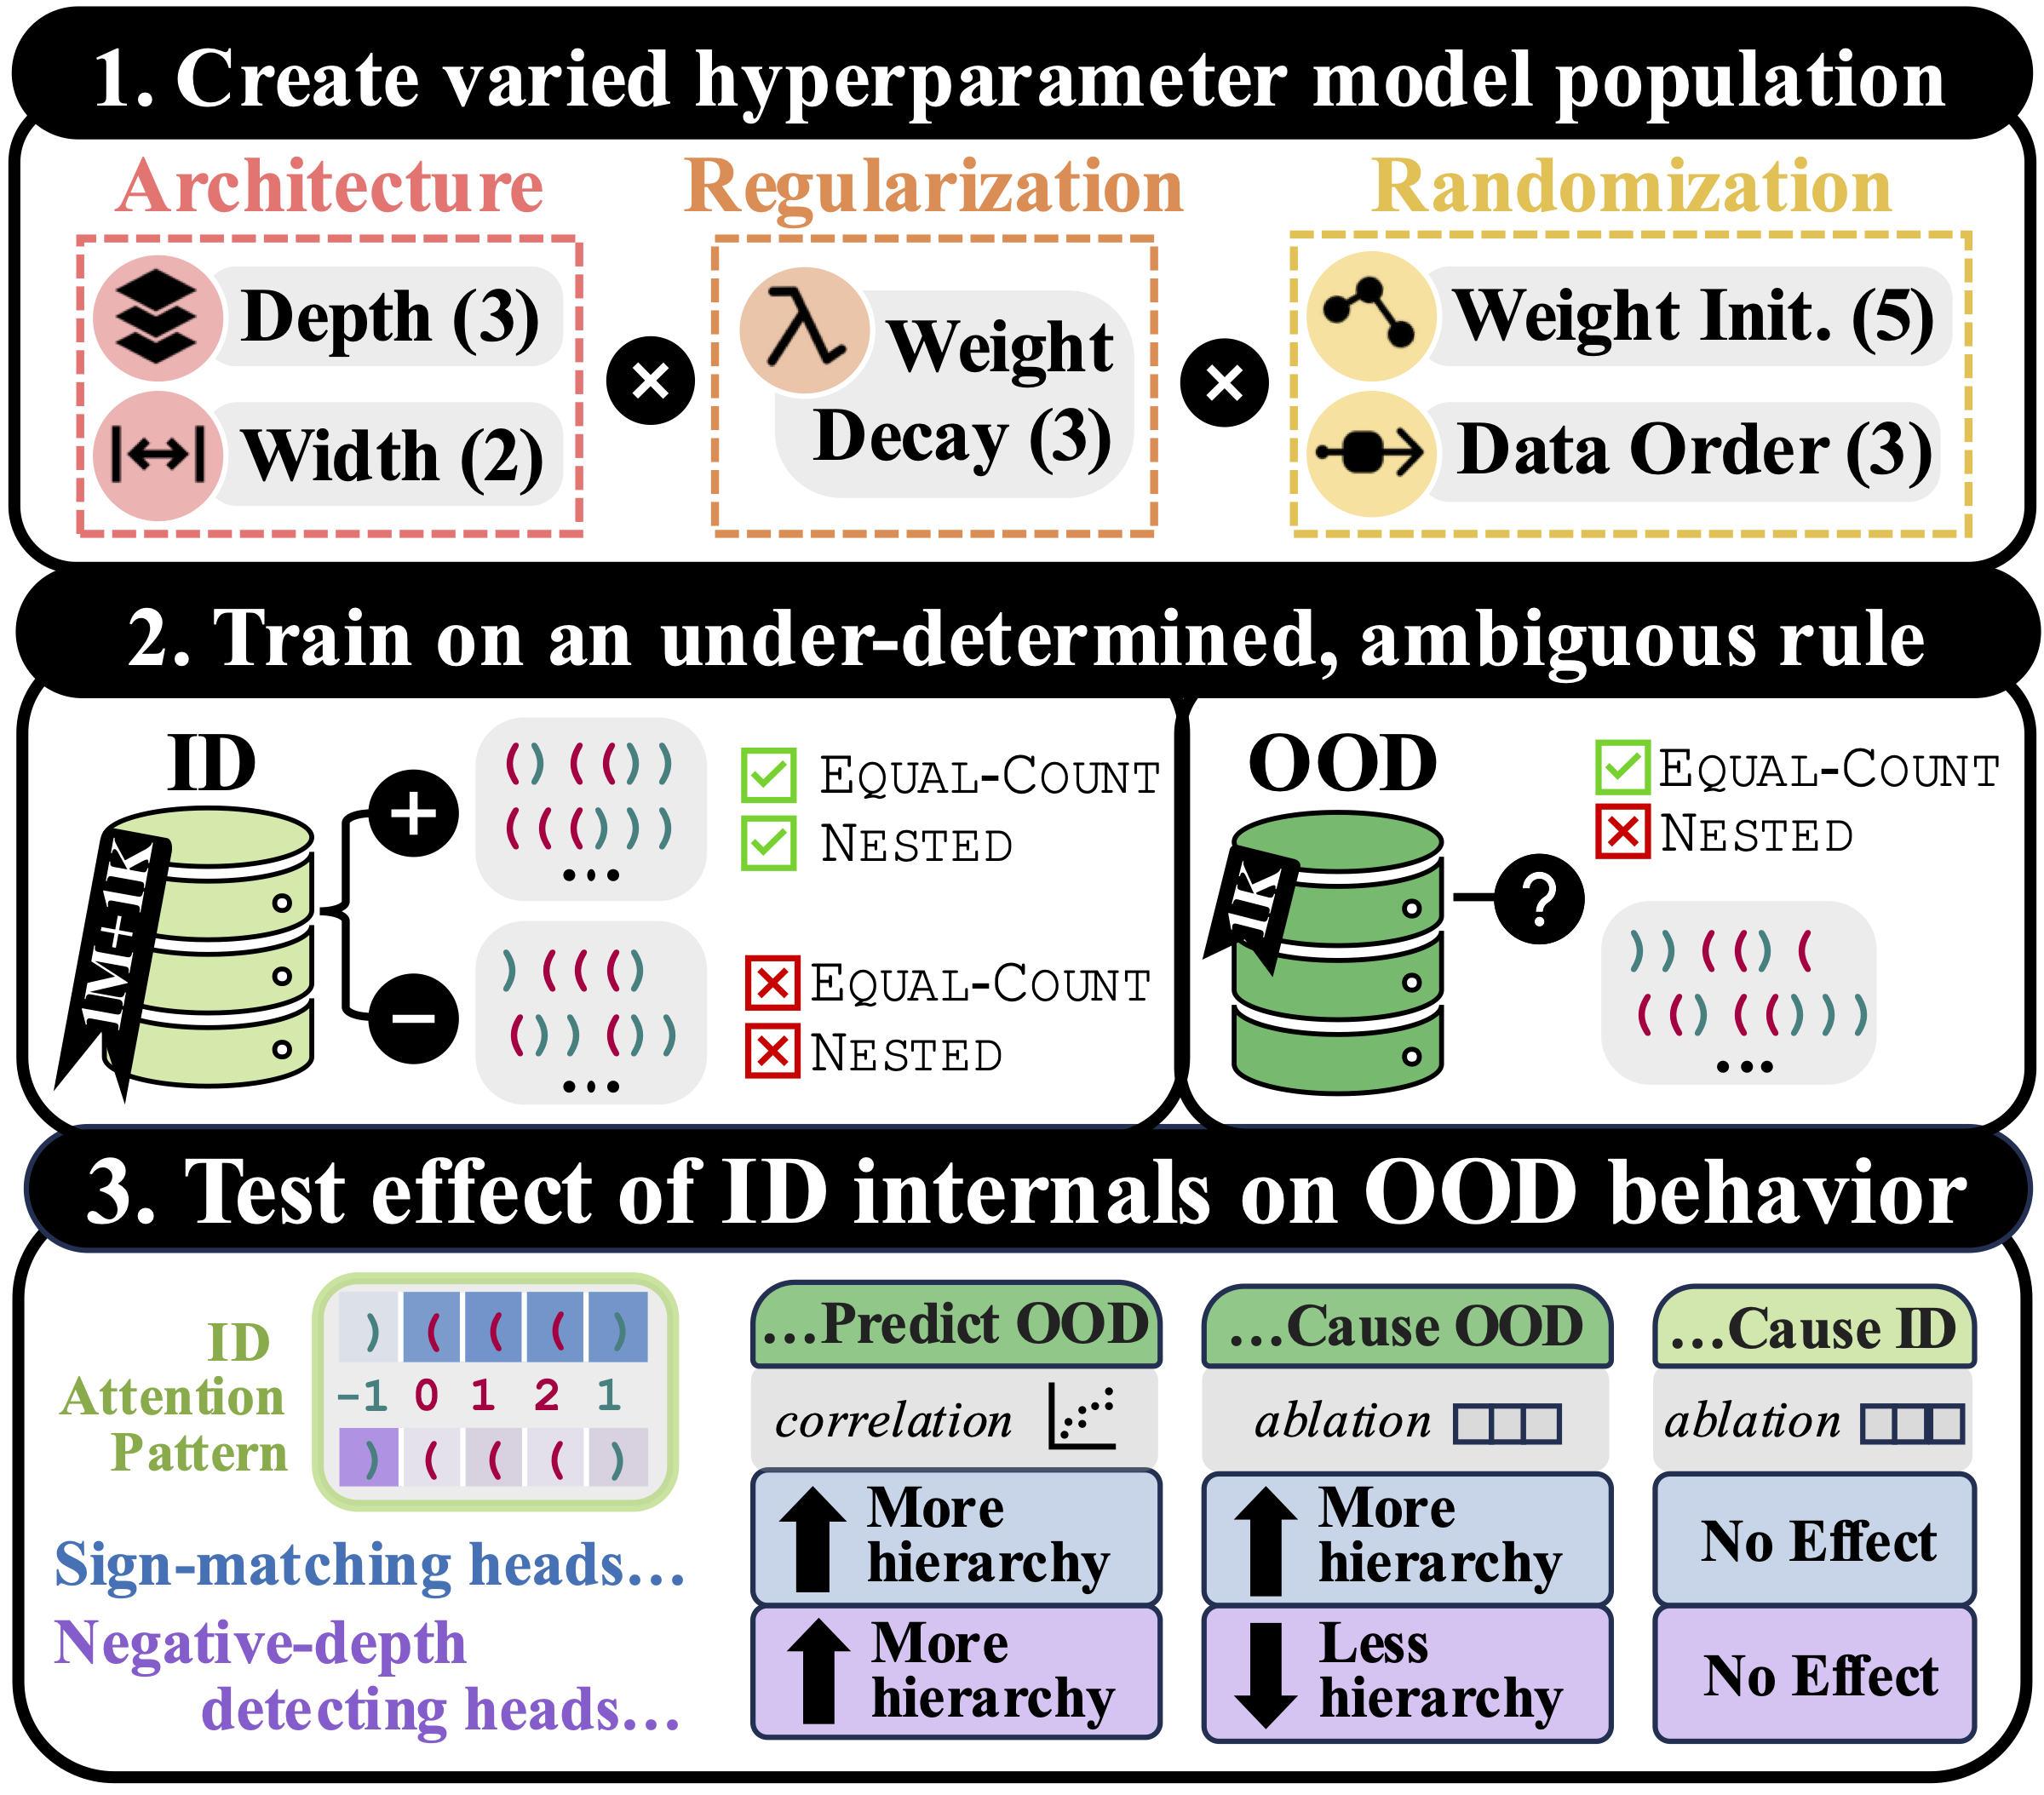 1. Create varied hyperparameter model population
Architecture
Regularization
Randomization
Depth (3)
Width (2)
×
λ
Weight
Decay (3)
×
Weight Init. (5)
Data Order (3)
2. Train on an under-determined, ambiguous rule
ID
1M+1K
+
( ) ( ( ) )
( ( ( ) ) )
...
EQUAL-COUNT
NESTED
−
) ( ( ( )
( ) ) ( ) )
...
EQUAL-COUNT
NESTED
OOD
1K
?
EQUAL-COUNT
NESTED
) ) ( ( ) (
( ( ) ( ( ) ) )
...
3. Test effect of ID internals on OOD behavior
ID
Attention
Pattern
) ( ( ( )
-1 0 1 2 1
) ( ( ( )
Sign-matching heads...
Negative-depth
detecting heads...
...Predict OOD
correlation
More
hierarchy
More
hierarchy
...Cause OOD
ablation
More
hierarchy
Less
hierarchy
...Cause ID
ablation
No Effect
No Effect